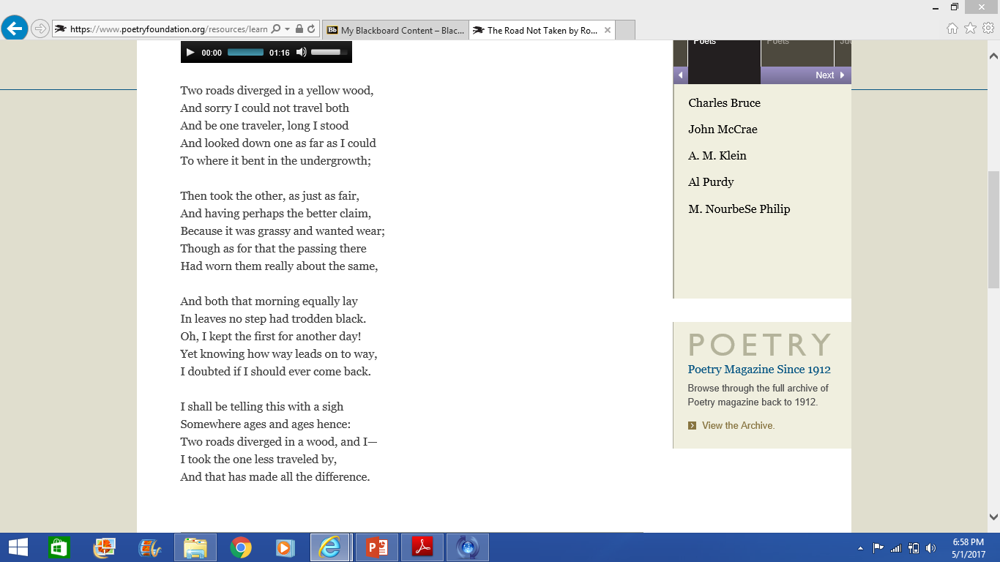 https://www.poetryfoundation.org/resources/learn
My Blackboard Content – Blac...
The Road Not Taken by Ro...
00:00
01:16
Two roads diverged in a yellow wood,
And sorry I could not travel both
And be one traveler, long I stood
And looked down one as far as I could
To where it bent in the undergrowth;
Then took the other, as just as fair,
And having perhaps the better claim,
Because it was grassy and wanted wear;
Though as for that the passing there
Had worn them really about the same,
And both that morning equally lay
In leaves no step had trodden black.
Oh, I kept the first for another day!
Yet knowing how way leads on to way,
I doubted if I should ever come back.
I shall be telling this with a sigh
Somewhere ages and ages hence:
Two roads diverged in a wood, and I—
I took the one less traveled by,
And that has made all the difference.
Poets
Poets
Next
Charles Bruce
John McCrae
A. M. Klein
Al Purdy
M. NourbeSe Philip
POETRY
Poetry Magazine Since 1912
Browse through the full archive of
Poetry magazine back to 1912.
View the Archive.
6:58 PM
5/1/2017